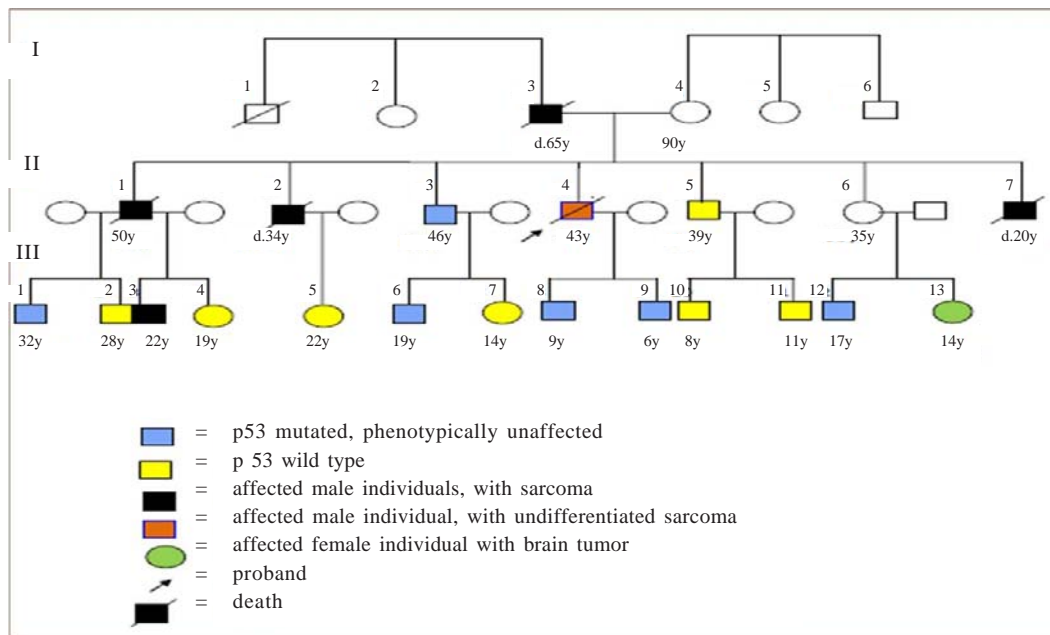 I
1 2 3 4 5 6
d.65y 90y
II
1 2 3 4 5 6 7
50y d.34y 46y 43y 39y 35y d.20y
III
1 2 3 4 5 6 7 8 9 10 11 12 13
32y 28y 22y 19y 22y 19y 14y 9y 6y 8y 11y 17y 14y
= p53 mutated, phenotypically unaffected
= p 53 wild type
= affected male individuals, with sarcoma
= affected male individual, with undifferentiated sarcoma
= affected female individual with brain tumor
= proband
= death